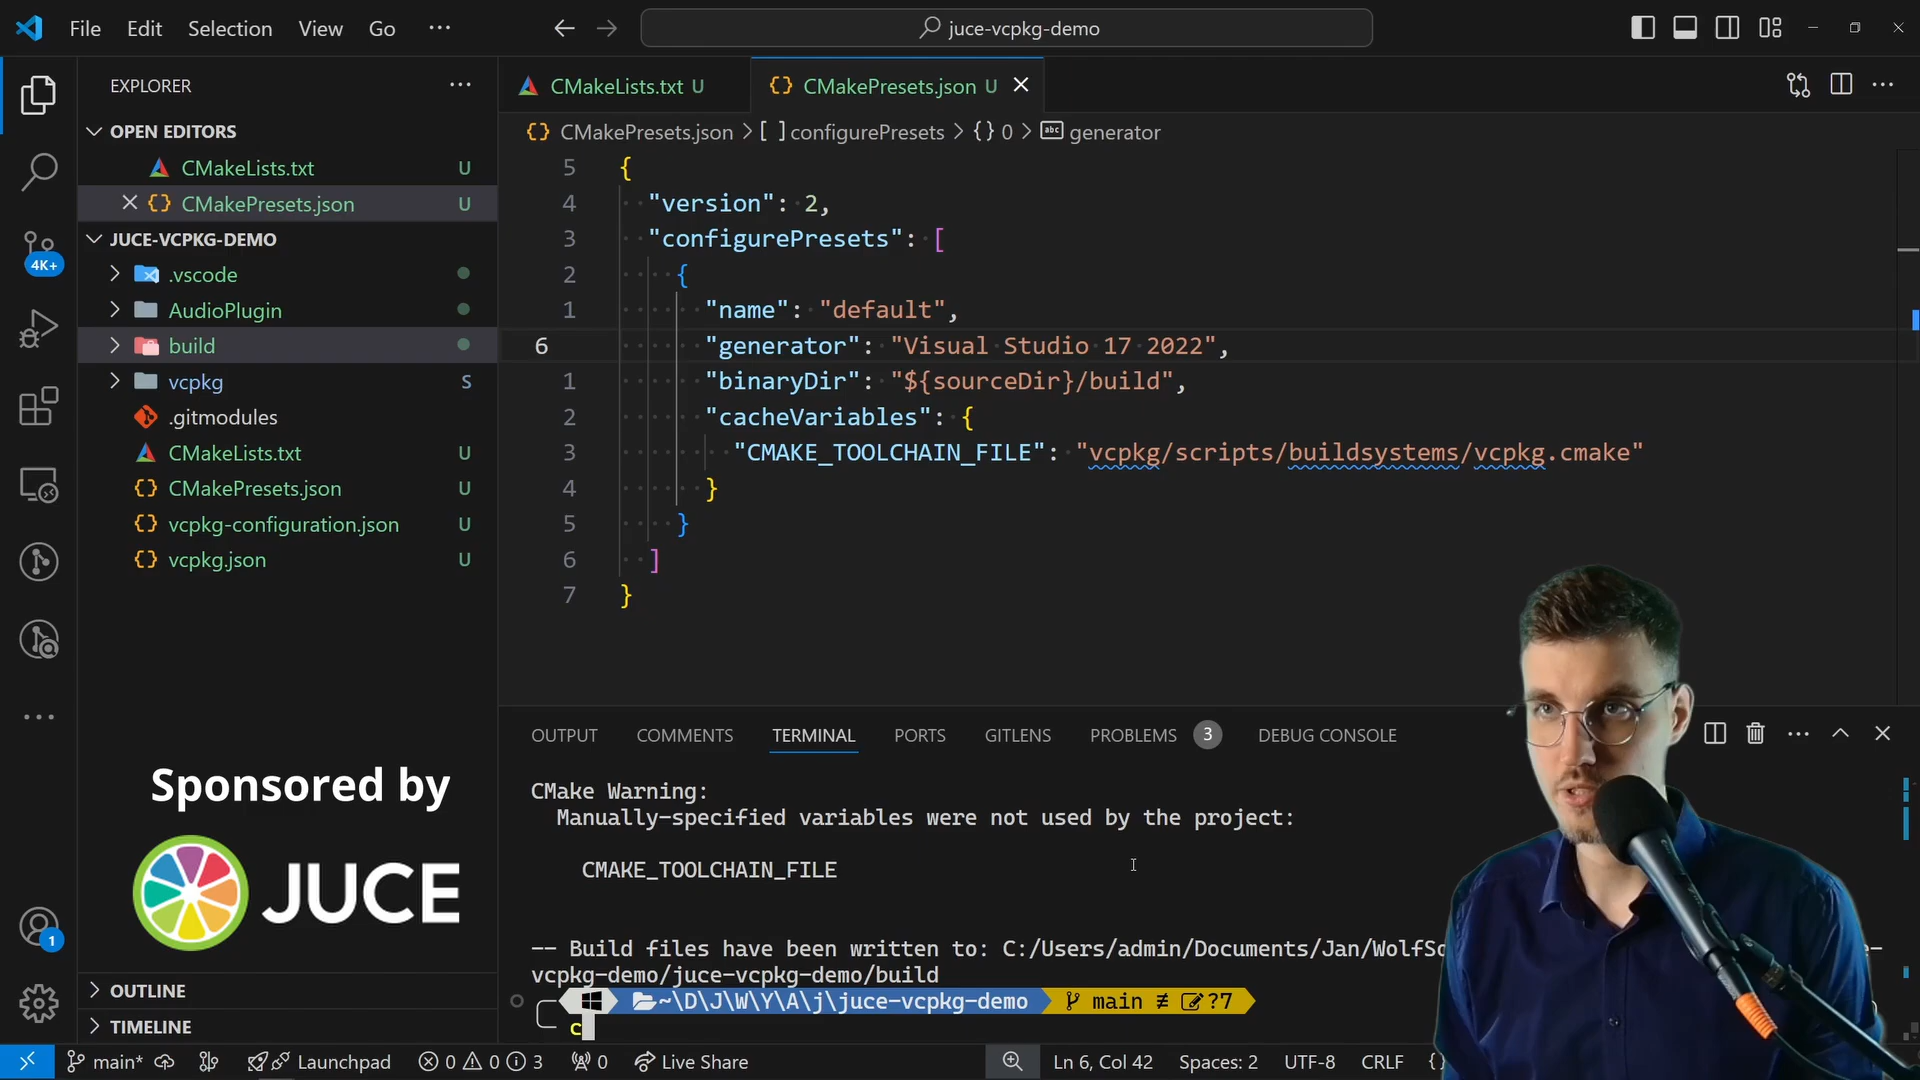 File Edit Selection View Go ···
juce-vcpkg-demo
EXPLORER
OPEN EDITORS
CMakeLists.txt U
CMakePresets.json U
JUCE-VCPKG-DEMO
.vscode
AudioPlugin
build
vcpkg S
.gitmodules
CMakeLists.txt U
CMakePresets.json U
vcpkg-configuration.json U
vcpkg.json U
4K+
1
Sponsored by
JUCE
OUTLINE
TIMELINE
CMakeLists.txt U
CMakePresets.json U
CMakePresets.json > [ ] configurePresets > {} 0 > abc generator
5 {
4 "version": 2,
3 "configurePresets": [
2 {
1 "name": "default",
6 "generator": "Visual Studio 17 2022",
1 "binaryDir": "${sourceDir}/build",
2 "cacheVariables": {
3 "CMAKE_TOOLCHAIN_FILE": "vcpkg/scripts/buildsystems/vcpkg.cmake"
4 }
5 }
6 ]
7 }
OUTPUT COMMENTS TERMINAL PORTS GITLENS PROBLEMS 3 DEBUG CONSOLE
CMake Warning:
Manually-specified variables were not used by the project:
CMAKE_TOOLCHAIN_FILE
-- Build files have been written to: C:/Users/admin/Documents/Jan/WolfSo
vcpkg-demo/juce-vcpkg-demo/build
~\D\J\W\Y\A\j\juce-vcpkg-demo main ≢ ?7
c
main* Launchpad 0 0 3 0 Live Share Ln 6, Col 42 Spaces: 2 UTF-8 CRLF {